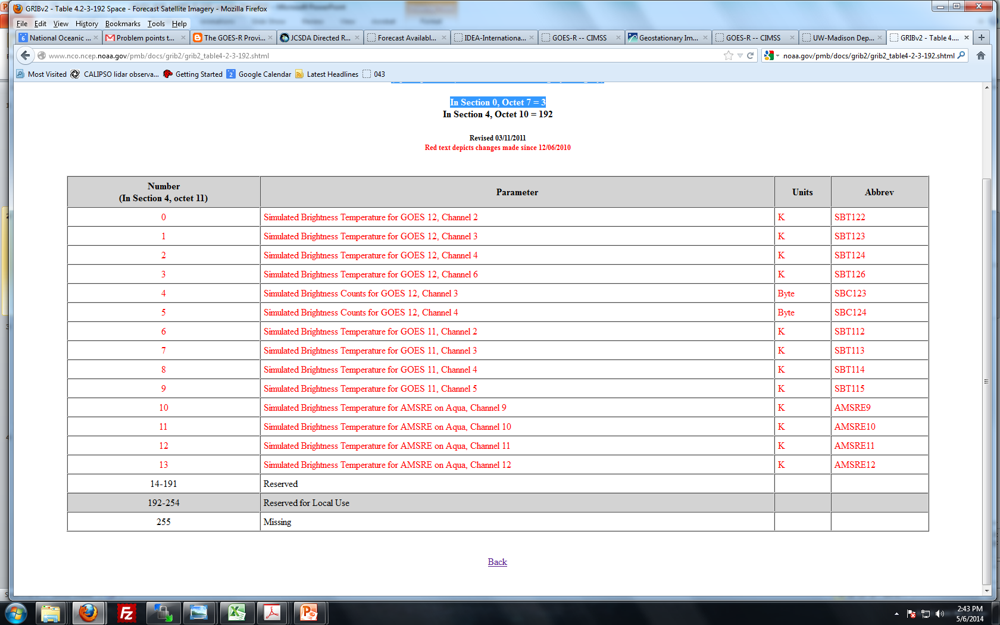 GRIBv2 - Table 4.2-3-192 Space - Forecast Satellite Imagery - Mozilla Firefox
File Edit View History Bookmarks Tools Help
National Oceanic ... Problem points t... The GOES-R Provi... JCSDA Directed R... Forecast Availabl... IDEA-Internationa... GOES-R -- CIMSS Geostationary Im... GOES-R -- CIMSS UW-Madison Dep... GRIBv2 - Table 4....
www.nco.ncep.noaa.gov/pmb/docs/grib2/grib2_table4-2-3-192.shtml .noaa.gov/pmb/docs/grib2/grib2_table4-2-3-192.shtml
Most Visited CALIPSO lidar observa... Getting Started Google Calendar Latest Headlines 043
In Section 0, Octet 7 = 3
In Section 4, Octet 10 = 192
Revised 03/11/2011
Red text depicts changes made since 12/06/2010
Number (In Section 4, octet 11) Parameter Units Abbrev
0 Simulated Brightness Temperature for GOES 12, Channel 2 K SBT122
1 Simulated Brightness Temperature for GOES 12, Channel 3 K SBT123
2 Simulated Brightness Temperature for GOES 12, Channel 4 K SBT124
3 Simulated Brightness Temperature for GOES 12, Channel 6 K SBT126
4 Simulated Brightness Counts for GOES 12, Channel 3 Byte SBC123
5 Simulated Brightness Counts for GOES 12, Channel 4 Byte SBC124
6 Simulated Brightness Temperature for GOES 11, Channel 2 K SBT112
7 Simulated Brightness Temperature for GOES 11, Channel 3 K SBT113
8 Simulated Brightness Temperature for GOES 11, Channel 4 K SBT114
9 Simulated Brightness Temperature for GOES 11, Channel 5 K SBT115
10 Simulated Brightness Temperature for AMSRE on Aqua, Channel 9 K AMSRE9
11 Simulated Brightness Temperature for AMSRE on Aqua, Channel 10 K AMSRE10
12 Simulated Brightness Temperature for AMSRE on Aqua, Channel 11 K AMSRE11
13 Simulated Brightness Temperature for AMSRE on Aqua, Channel 12 K AMSRE12
14-191 Reserved
192-254 Reserved for Local Use
255 Missing
Back
2:43 PM
5/6/2014